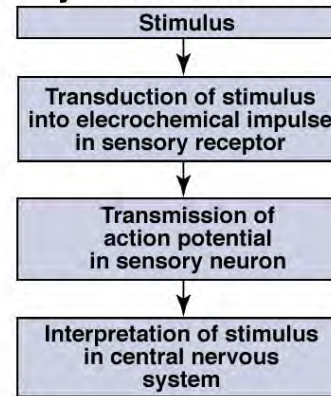 Stimulus
Transduction of stimulus
into elecrochemical impulse
in sensory receptor
Transmission of
action potential
in sensory neuron
Interpretation of stimulus
in central nervous
system